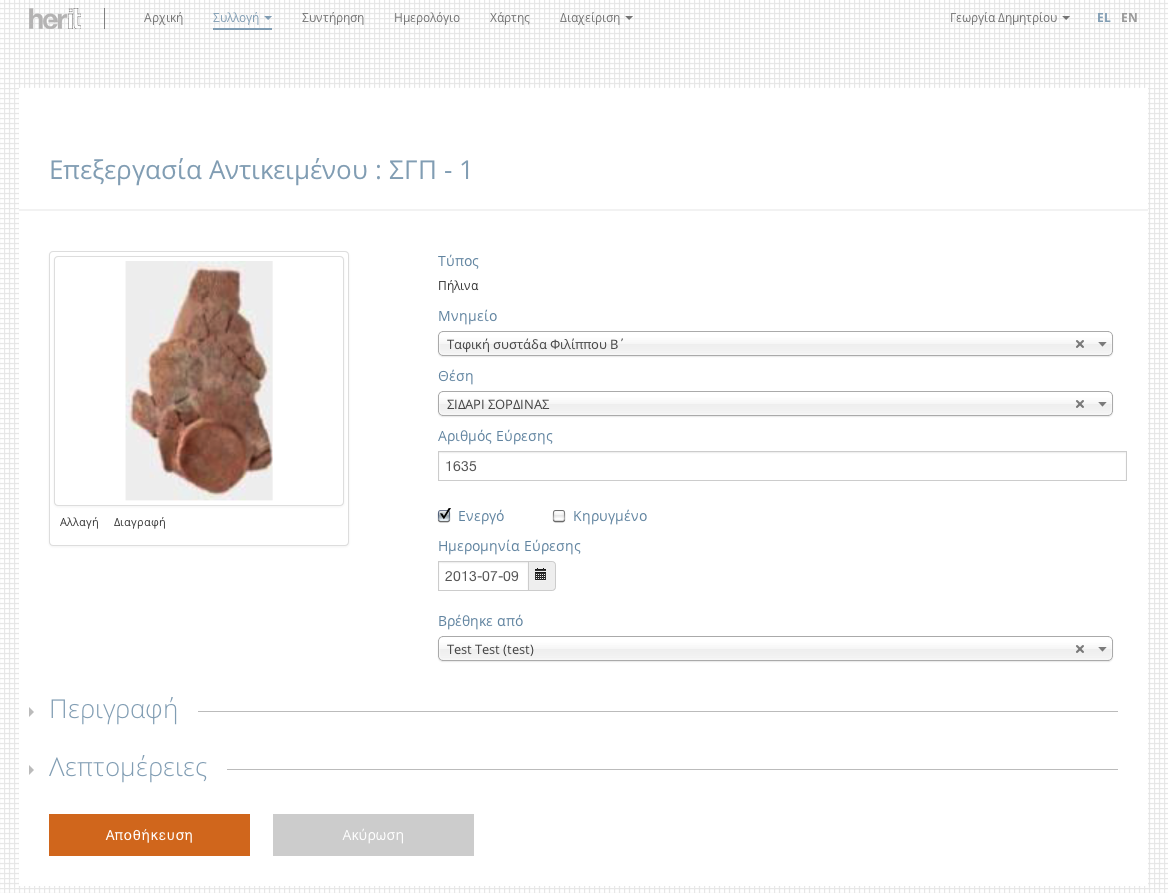 herit
Αρχική Συλλογή Συντήρηση Ημερολόγιο Χάρτης Διαχείριση Γεωργία Δημητρίου EL EN
Επεξεργασία Αντικειμένου : ΣΓΠ - 1
Τύπος
Πήλινα
Μνημείο
Ταφική συστάδα Φιλίππου Β΄
Θέση
ΣΙΔΑΡΙ ΣΟΡΔΙΝΑΣ
Αριθμός Εύρεσης
1635
Ενεργό Κηρυγμένο
Αλλαγή Διαγραφή
Ημερομηνία Εύρεσης
2013-07-09
Βρέθηκε από
Test Test (test)
Περιγραφή
Λεπτομέρειες
Αποθήκευση Ακύρωση